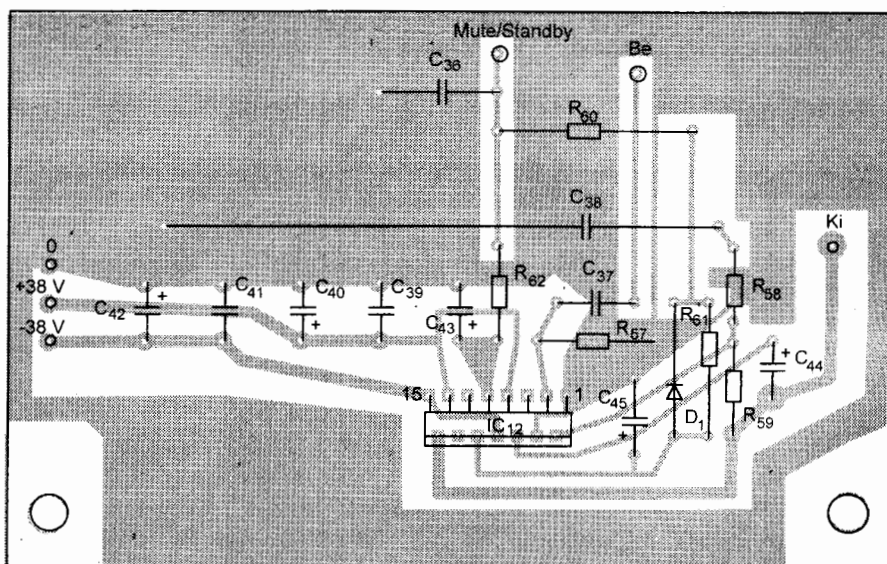 Mute/Standby
Be
C36
R60
C38
Ki
0
+38 V
-38 V
C42
+
C41
C40
+
C39
C43
+
R62
C37
R57
R61
R58
+
C44
15
1
IC12
C45
+
D1
R59